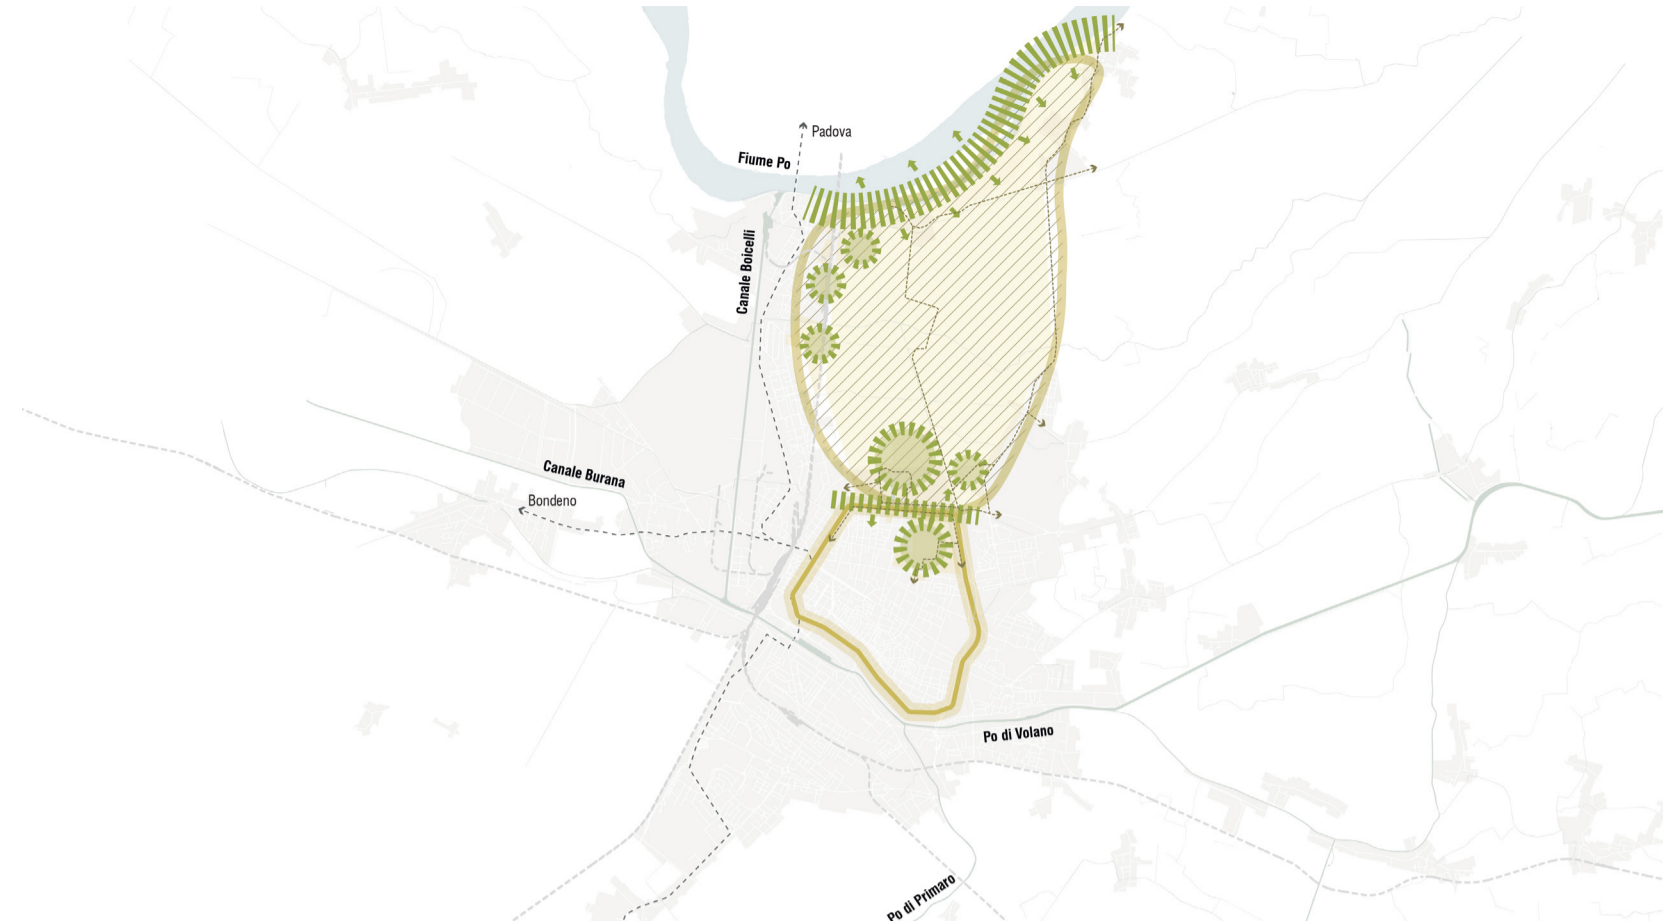 Padova
Fiume Po
Canale Boicelli
Canale Burana
Bondeno
Po di Volano
Po di Primaro